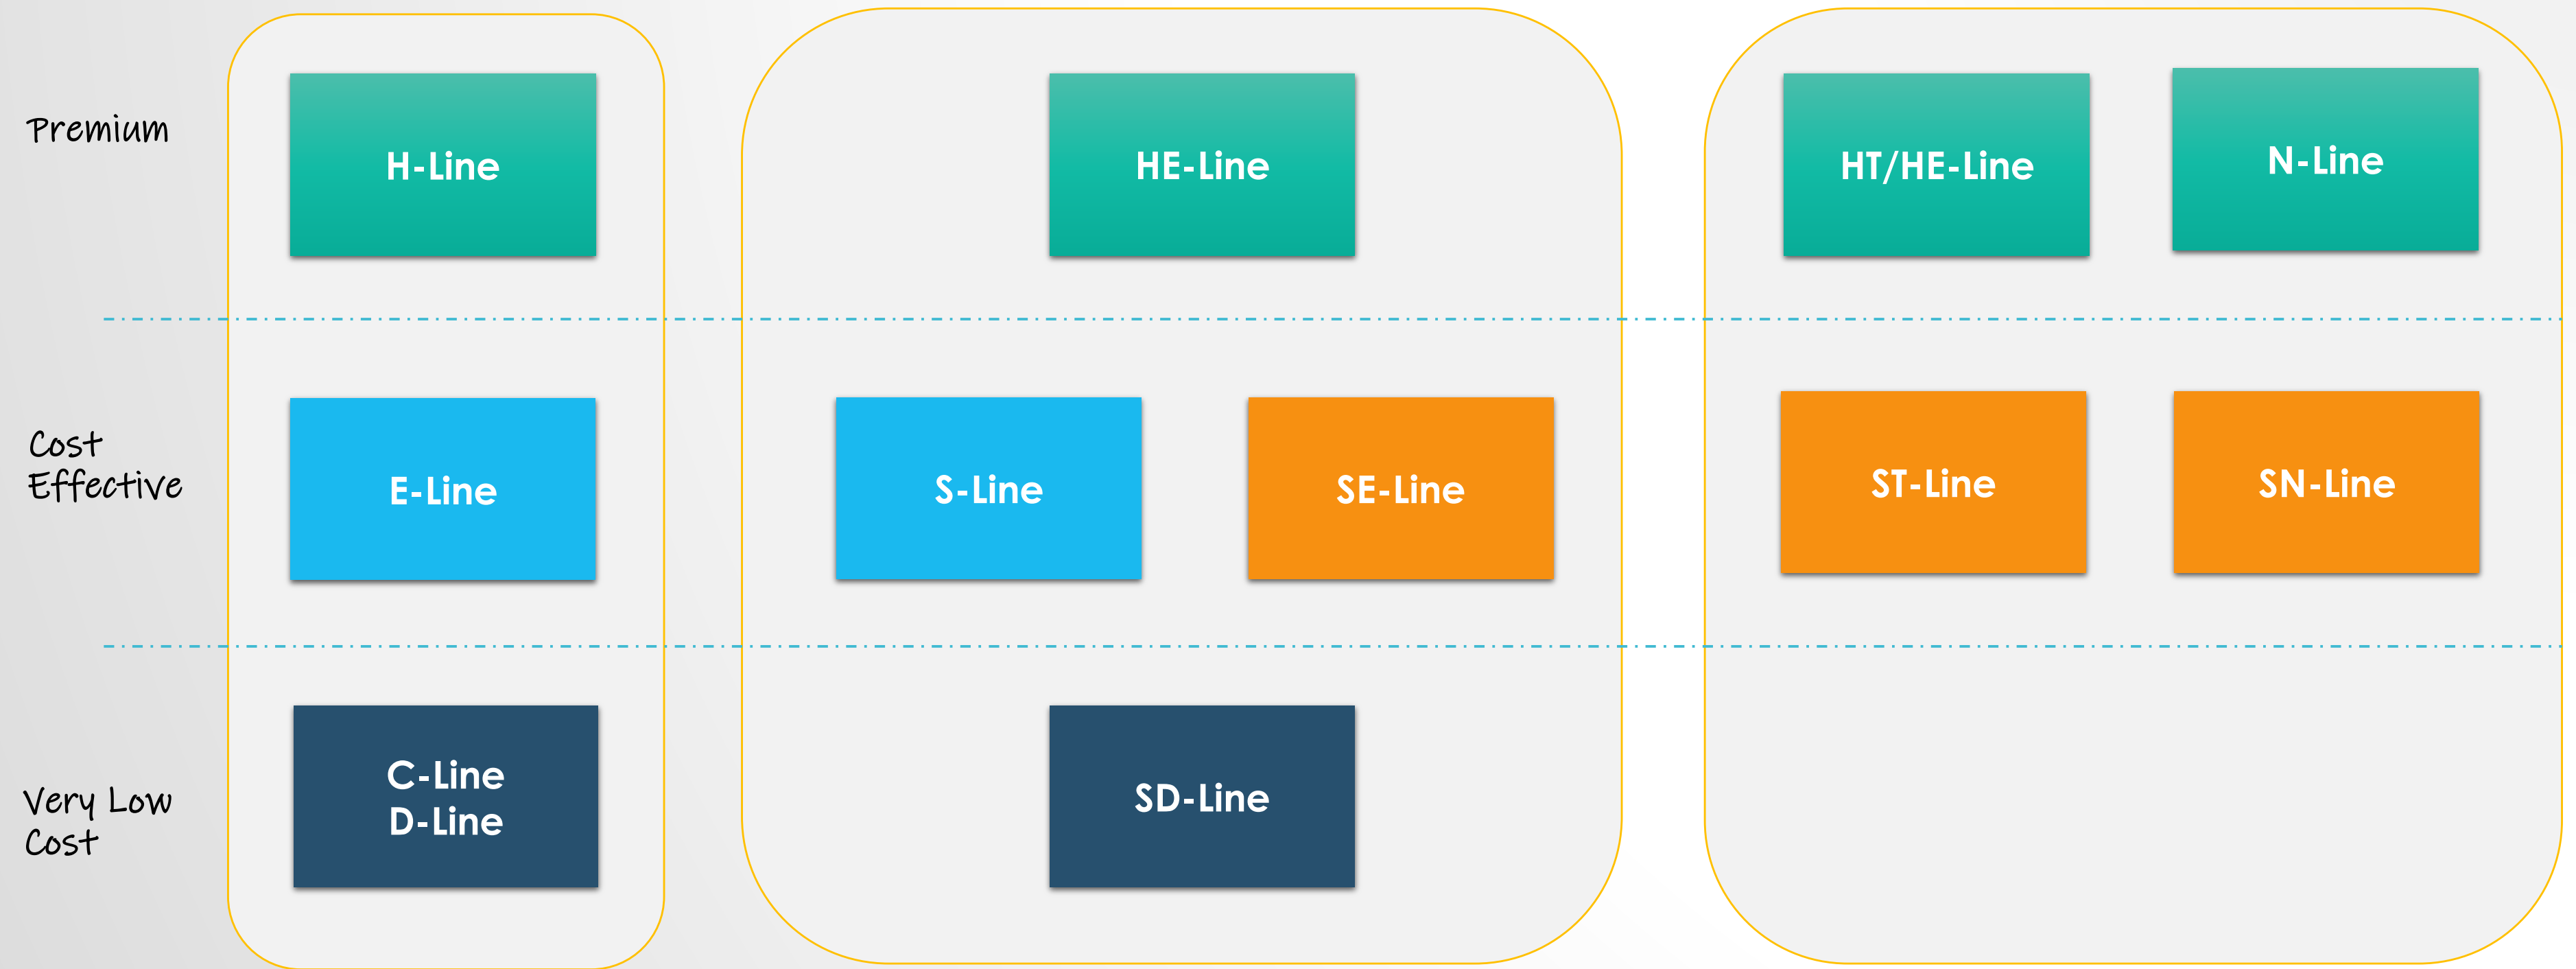 Premium
H-Line
HE-Line
HT/HE-Line
N-Line
Cost
Effective
E-Line
S-Line
SE-Line
ST-Line
SN-Line
Very Low
Cost
C-Line
D-Line
SD-Line